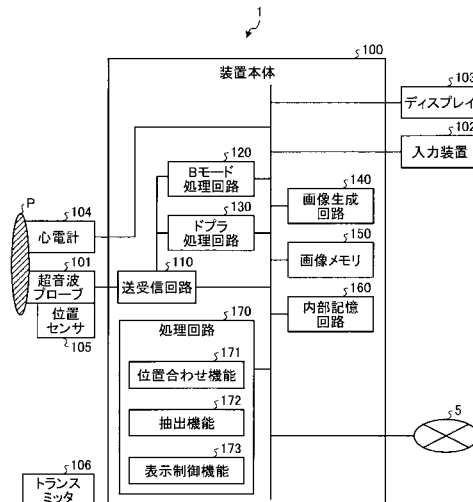 1
100
装置本体
103
ディスプレイ
102
入力装置
120
Bモード
処理回路
140
画像生成
回路
P
104
心電計
130
ドプラ
処理回路
150
画像メモリ
101
超音波
プローブ
110
送受信回路
160
内部記憶
回路
位置
センサ
105
170
処理回路
171
位置合わせ機能
172
抽出機能
5
173
表示制御機能
106
トランス
ミッタ